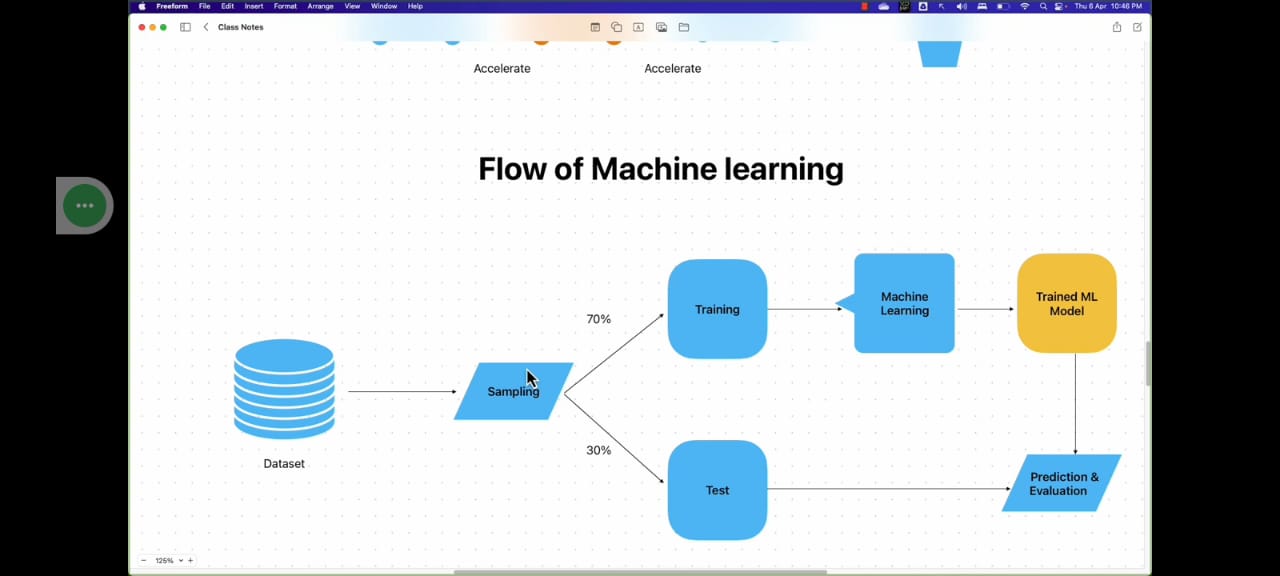 Freeform File Edit Insert Format Arrange View Window Help
Thu 6 Apr 10:46 PM
Class Notes
Accelerate Accelerate
Flow of Machine learning
70%
Training
Machine
Learning
Trained ML
Model
Sampling
30%
Dataset
Test
Prediction &
Evaluation
125%